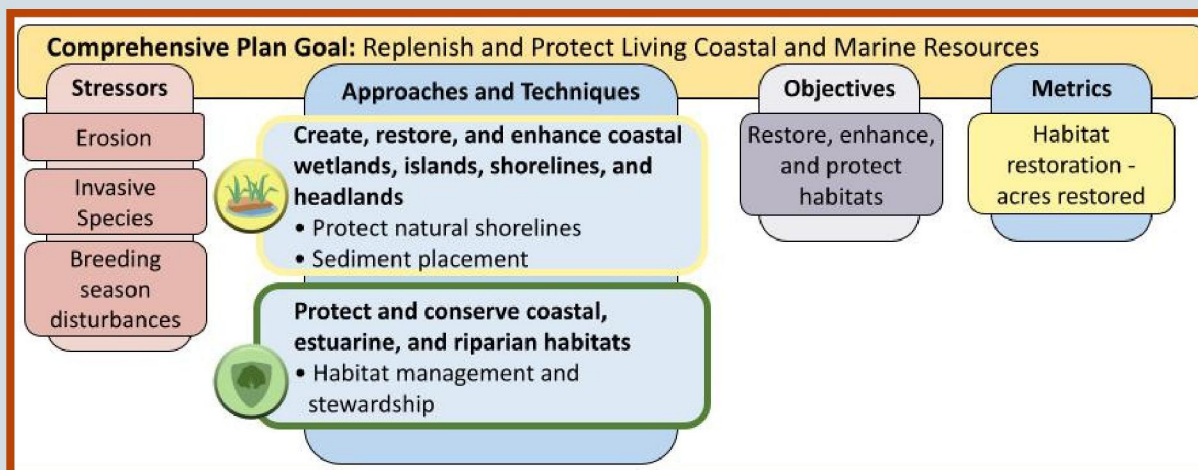 Comprehensive Plan Goal: Replenish and Protect Living Coastal and Marine Resources
Stressors
Erosion
Invasive
Species
Breeding
season
disturbances
Approaches and Techniques
Create, restore, and enhance coastal
wetlands, islands, shorelines, and
headlands
• Protect natural shorelines
• Sediment placement
Protect and conserve coastal,
estuarine, and riparian habitats
• Habitat management and
stewardship
Objectives
Restore, enhance,
and protect
habitats
Metrics
Habitat
restoration -
acres restored